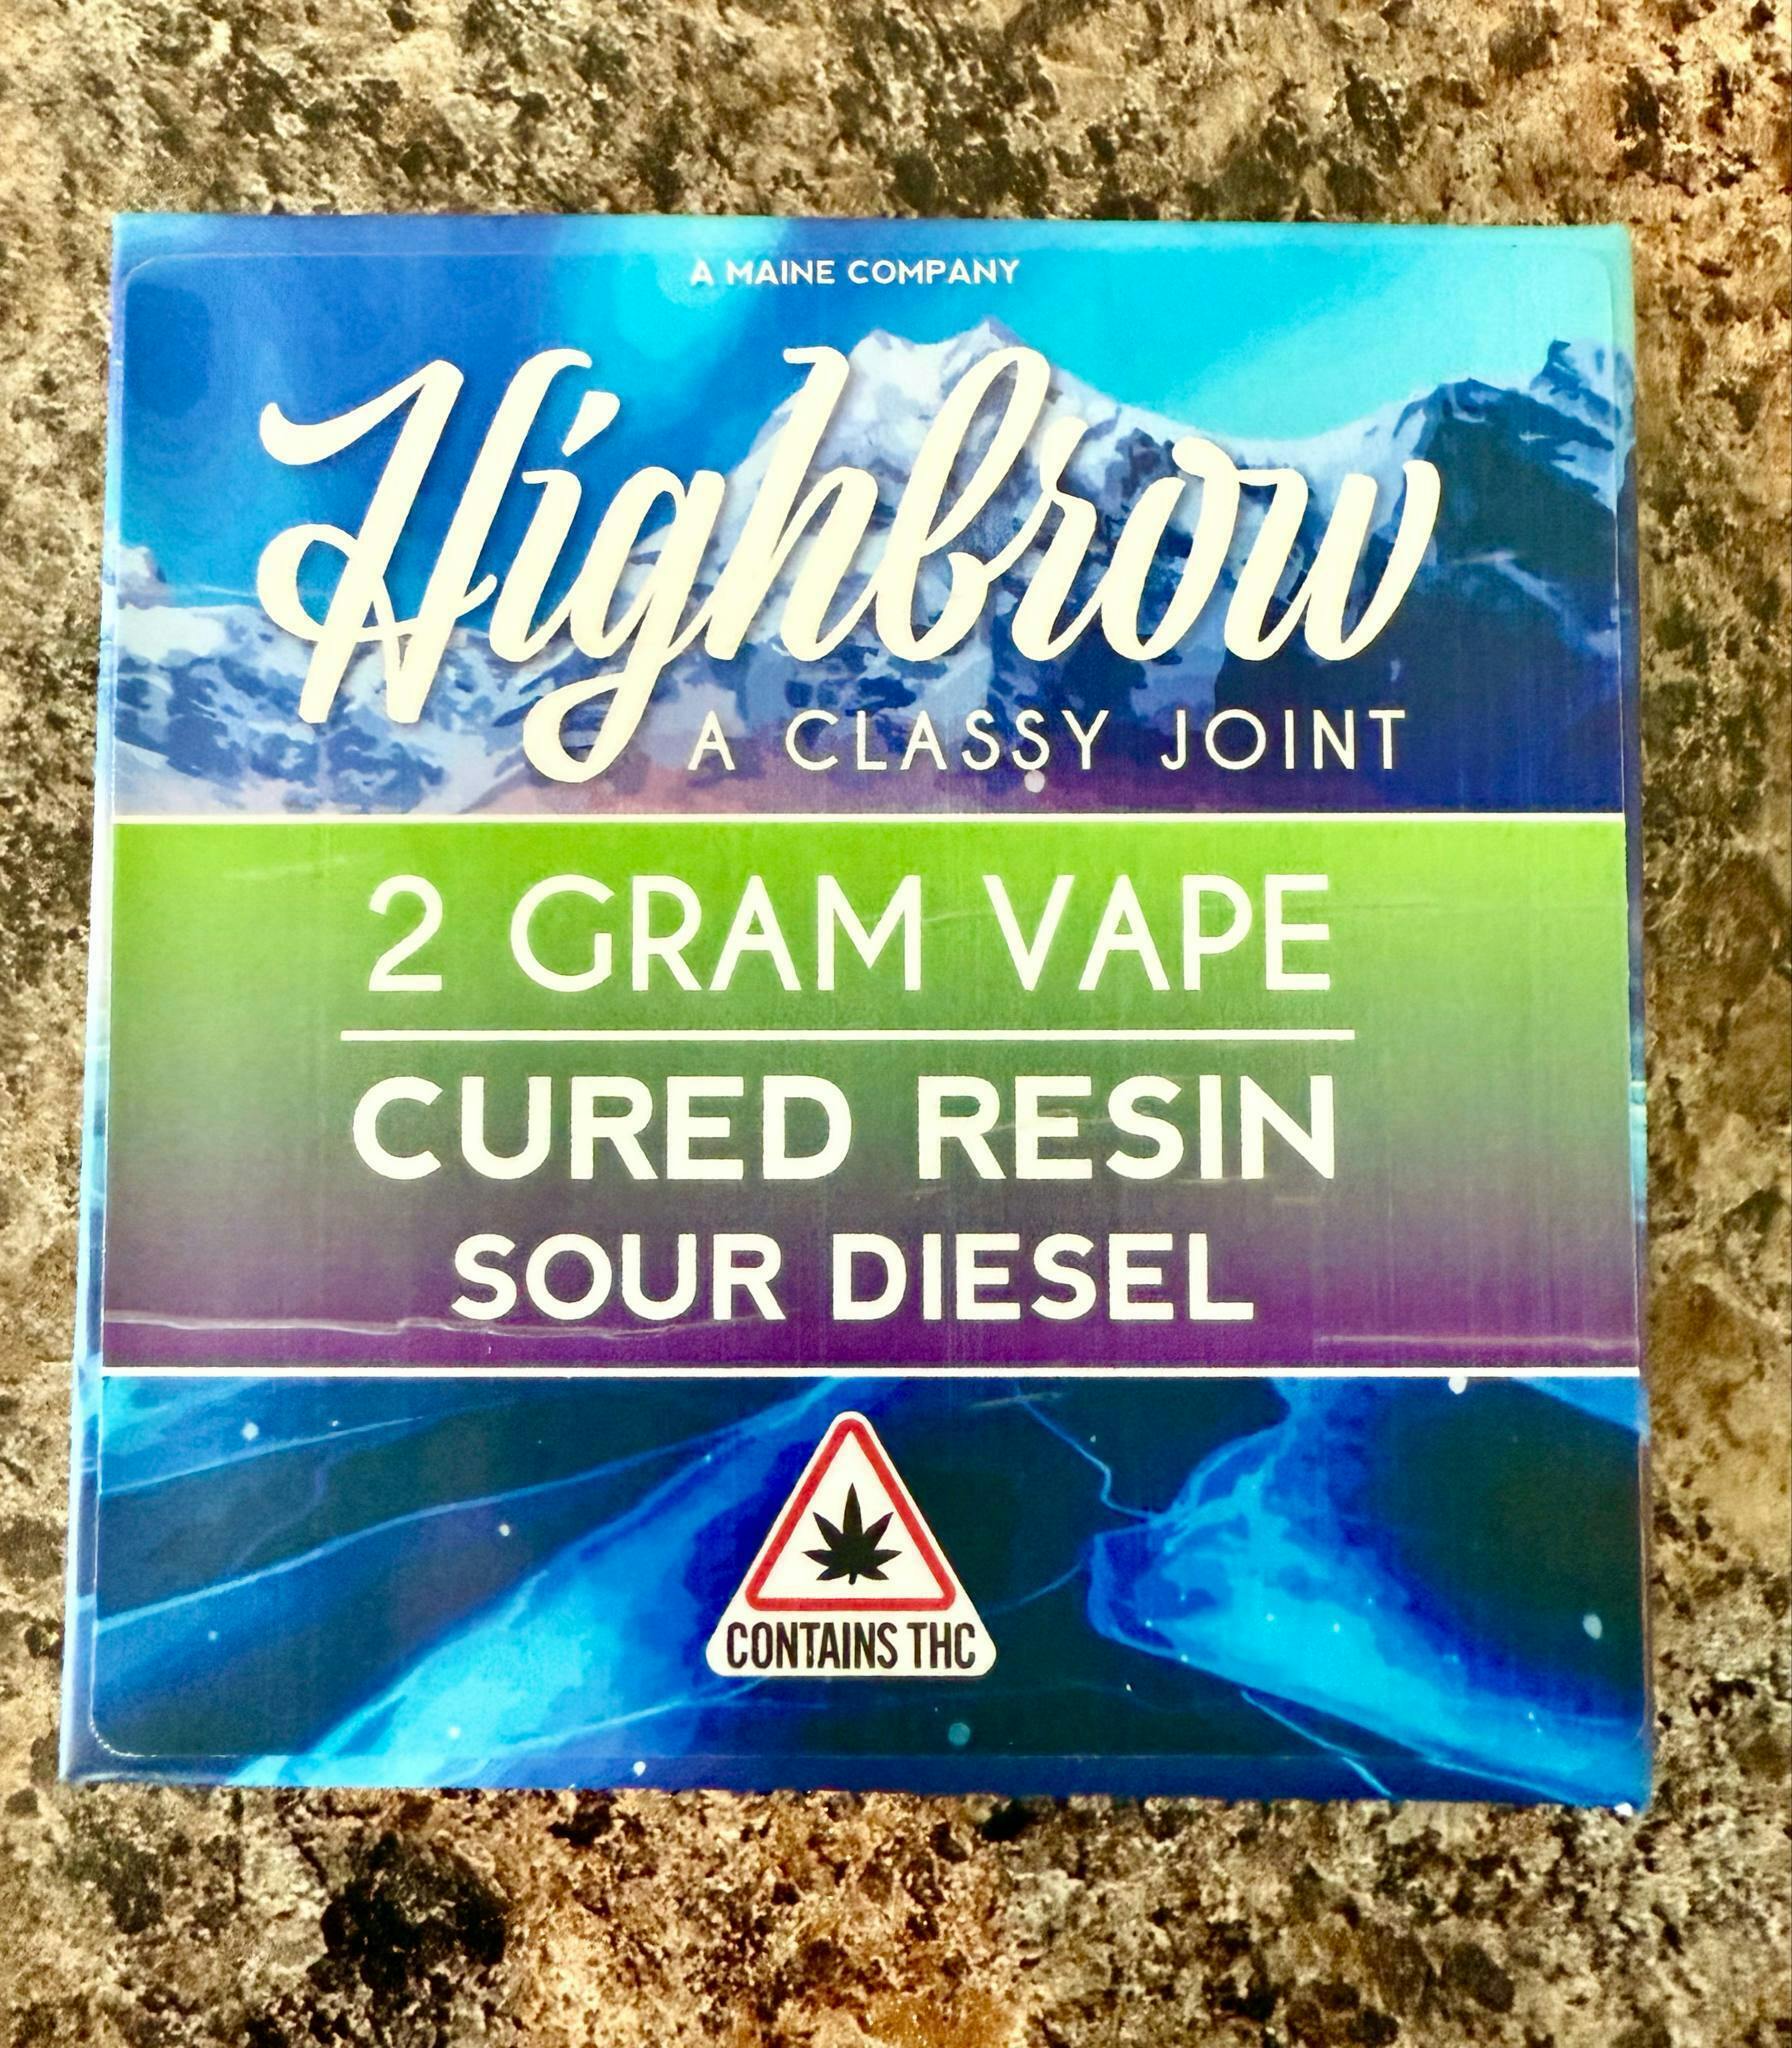 A MAINE COMPANY
Highbrow
A CLASSY JOINT
2 GRAM VAPE
CURED RESIN
SOUR DIESEL
CONTAINS THC